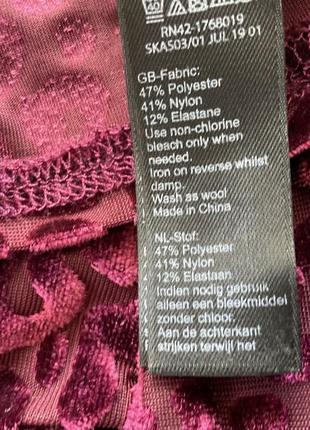 RN42-1768019
SKAS03/01 JUL 19 01
GB-Fabric:
47% Polyester
41% Nylon
12% Elastane
Use non-chlorine
bleach only when
needed.
Iron on reverse whilst
damp.
Wash as wool
Made in China
NL-Stof:
47% Polyester
41% Nylon
12% Elastaan
Indien nodig gebruik
alleen een bleekmiddel
zonder chloor.
Aan de achterkant
strijken terwijl het